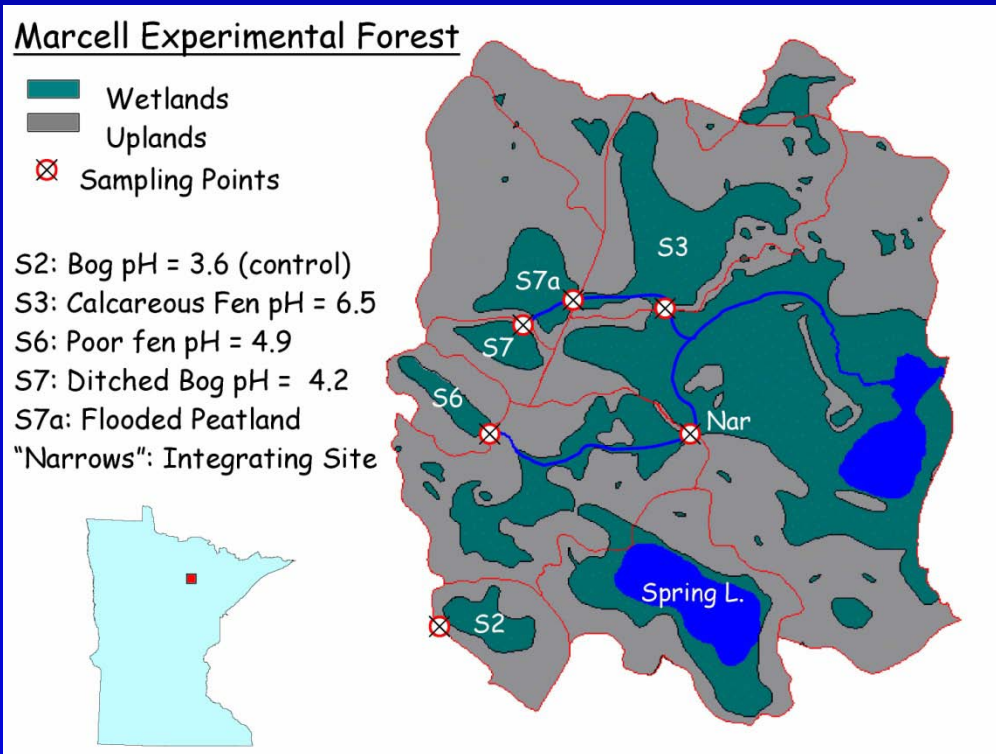 Marcell Experimental Forest
Wetlands
Uplands
Sampling Points
S2: Bog pH = 3.6 (control)
S3: Calcareous Fen pH = 6.5
S6: Poor fen pH = 4.9
S7: Ditched Bog pH = 4.2
S7a: Flooded Peatland
"Narrows": Integrating Site
S3
S7a
S7
S6
Nar
Spring L.
S2